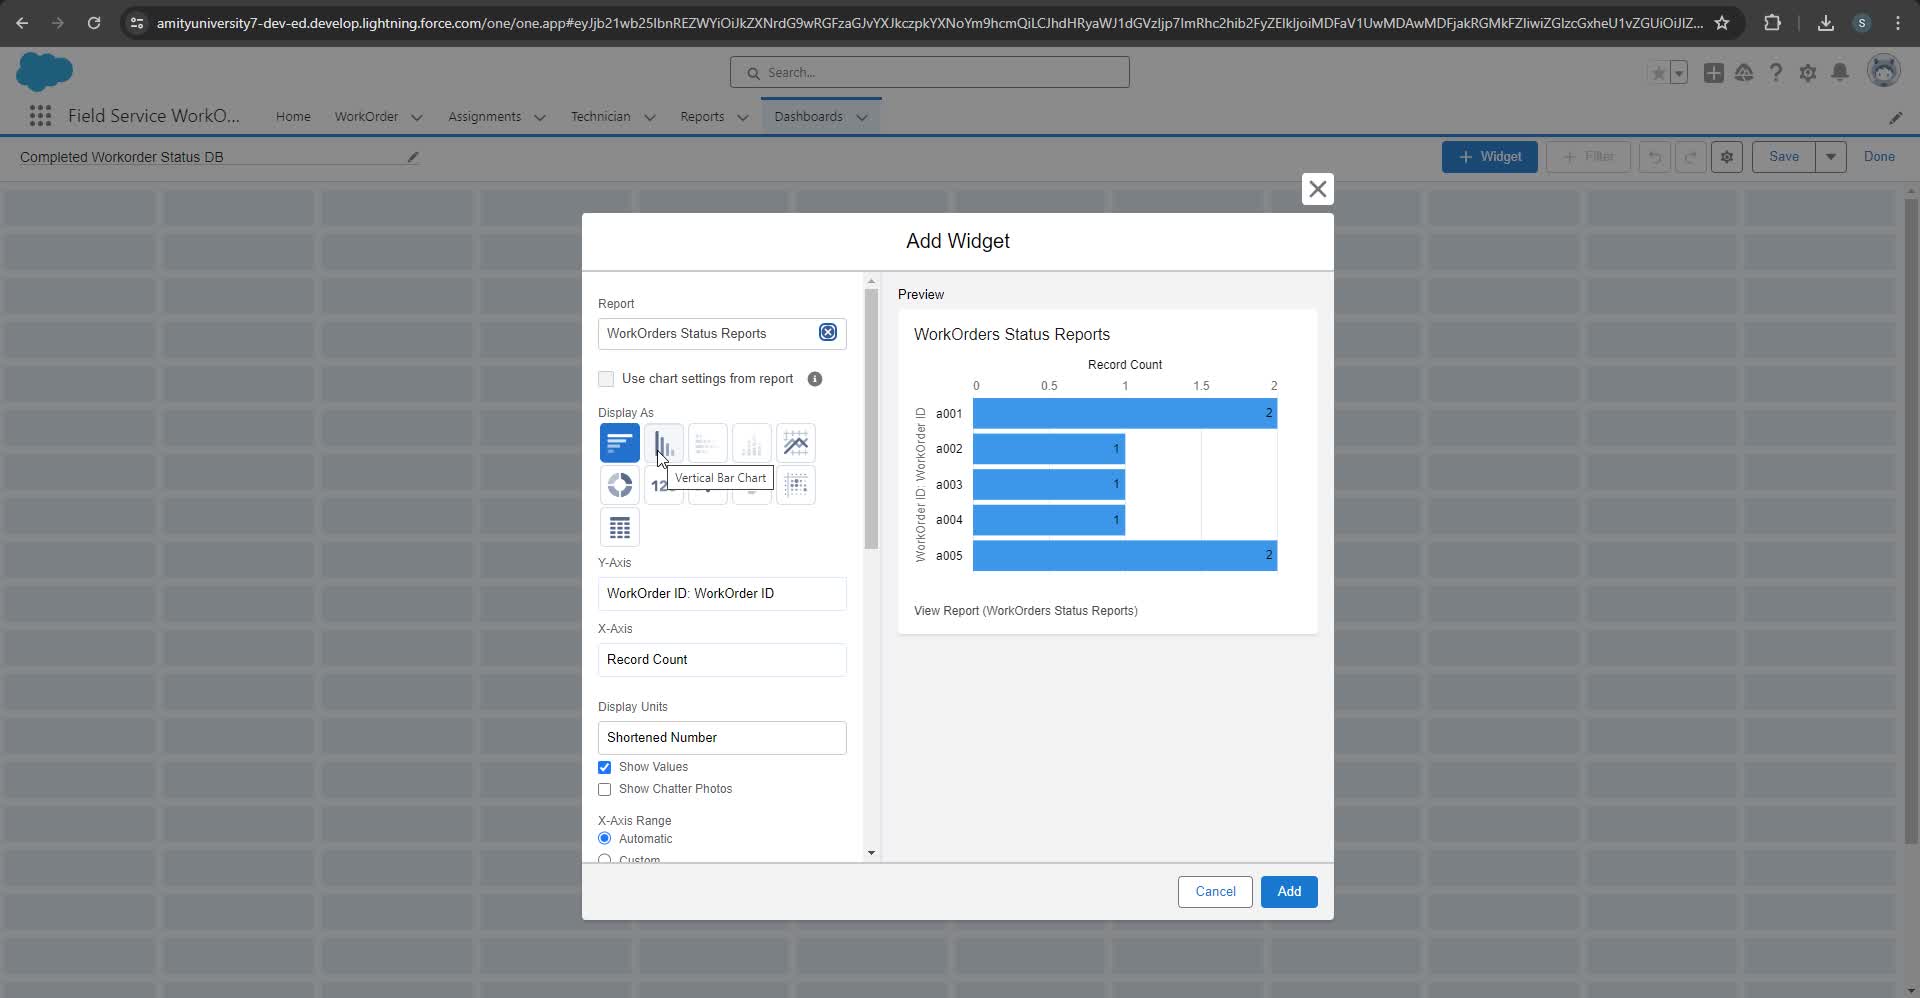 amityuniversity7-dev-ed.develop.lightning.force.com/one/one.app#
S
Search...
Field Service WorkO...
Home
WorkOrder
Assignments
Technician
Reports
Dashboards
Completed Workorder Status DB
+ Widget
+ Filter
Save
Done
Add Widget
Report
WorkOrders Status Reports
Use chart settings from report
Display As
Vertical Bar Chart
12
Y-Axis
WorkOrder ID: WorkOrder ID
X-Axis
Record Count
Display Units
Shortened Number
Show Values
Show Chatter Photos
X-Axis Range
Automatic
Custom
Preview
WorkOrders Status Reports
Record Count
0 0.5 1 1.5 2
WorkOrder ID: WorkOrder ID
a001 2
a002 1
a003 1
a004 1
a005 2
View Report (WorkOrders Status Reports)
Cancel
Add